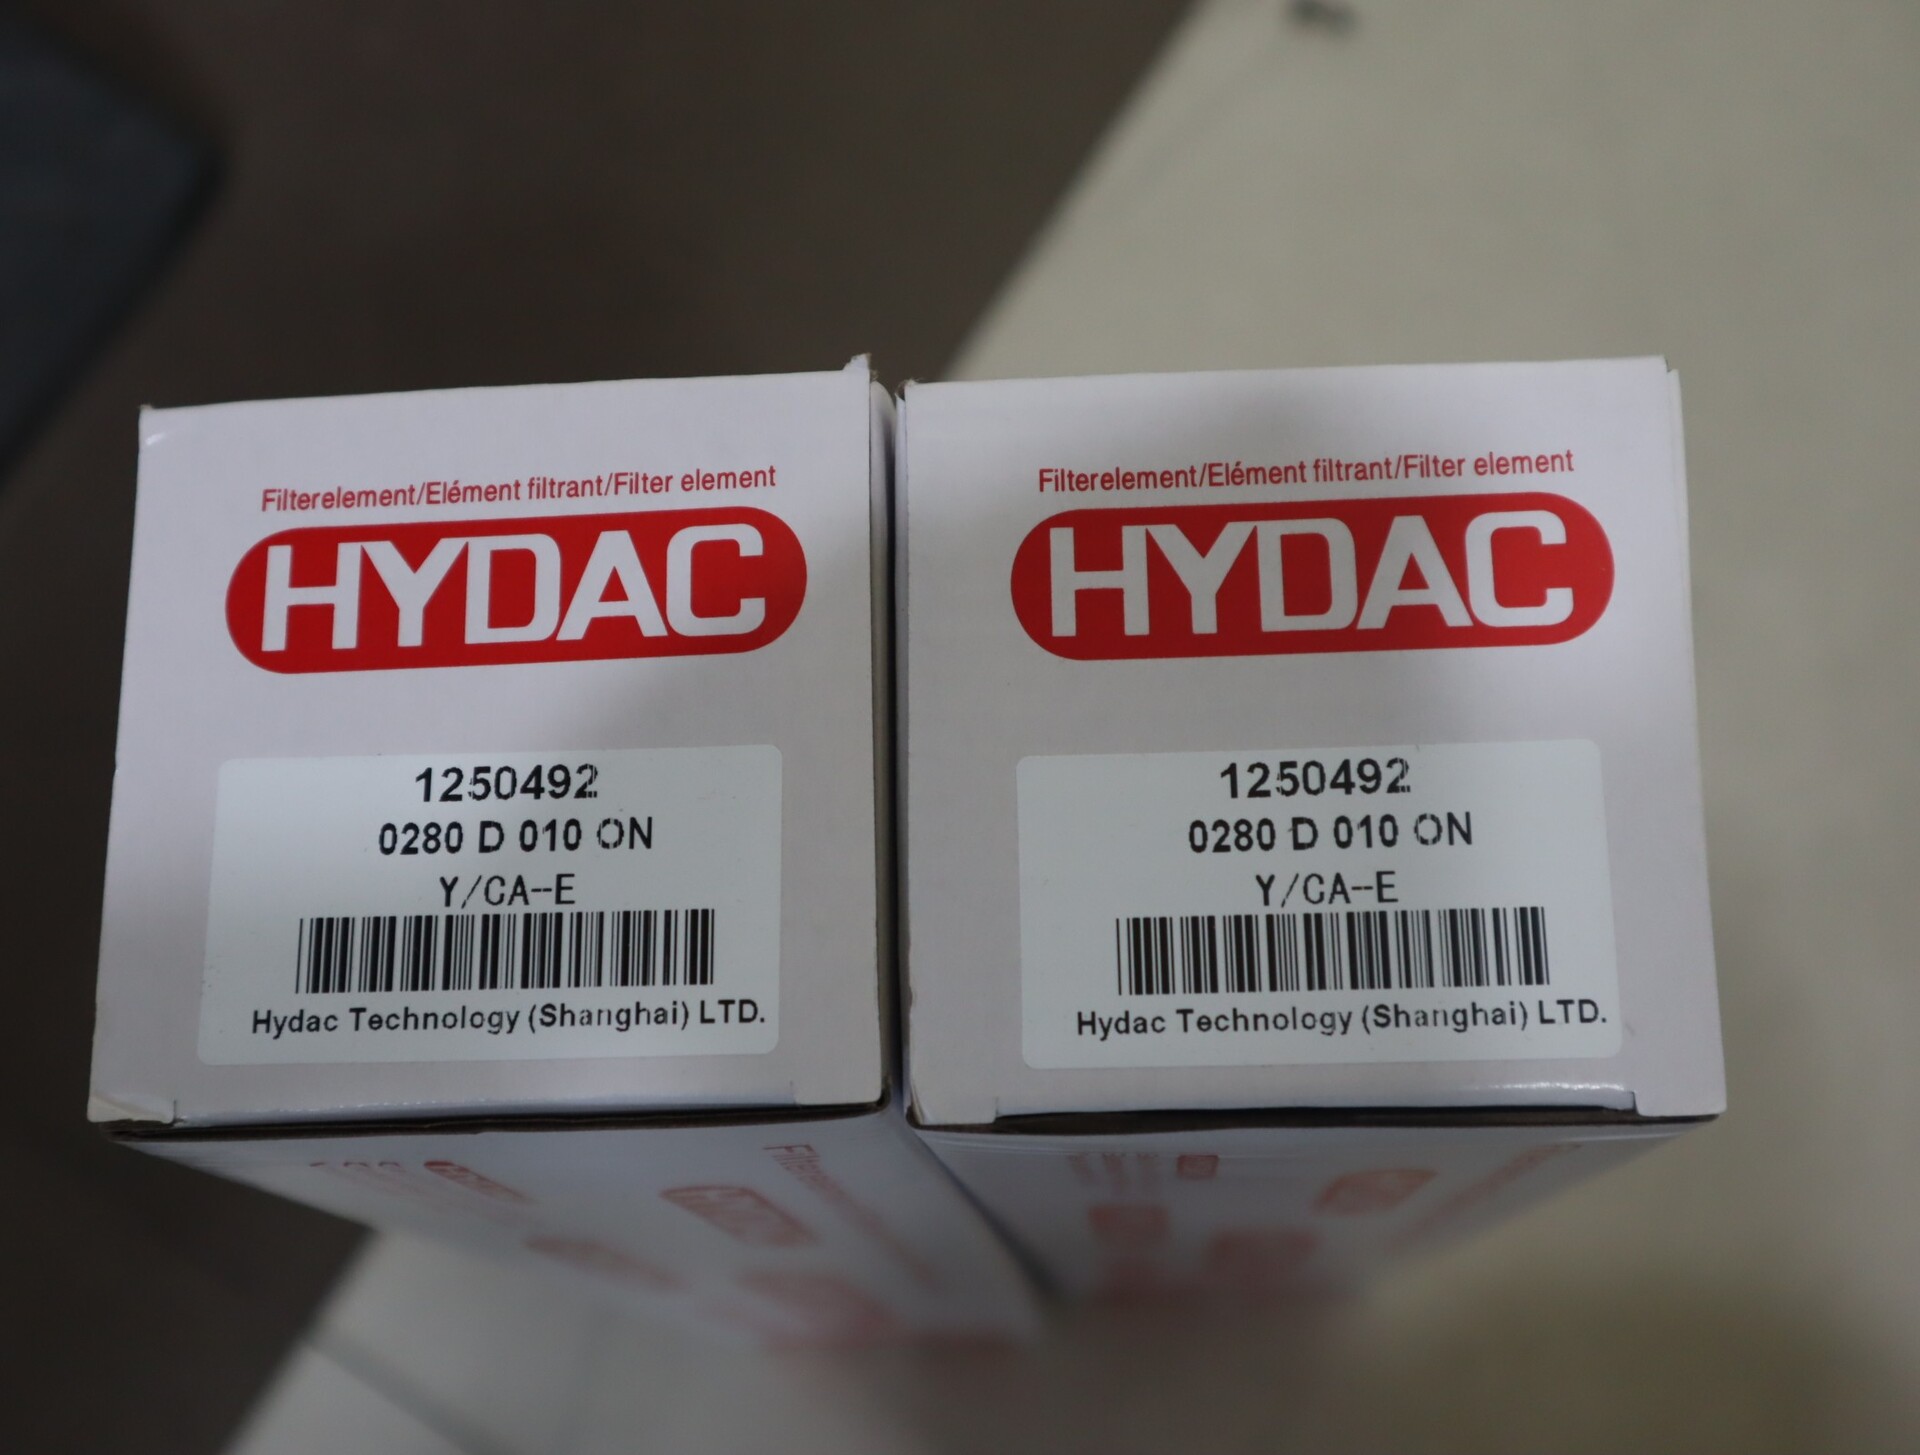 Filterelement/Elément filtrant/Filter element
HYDAC
1250492
0280 D 010 ON
Y/CA--E
Hydac Technology (Shanghai) LTD.
Filterelement/Elément filtrant/Filter element
HYDAC
1250492
0280 D 010 ON
Y/CA--E
Hydac Technology (Shanghai) LTD.